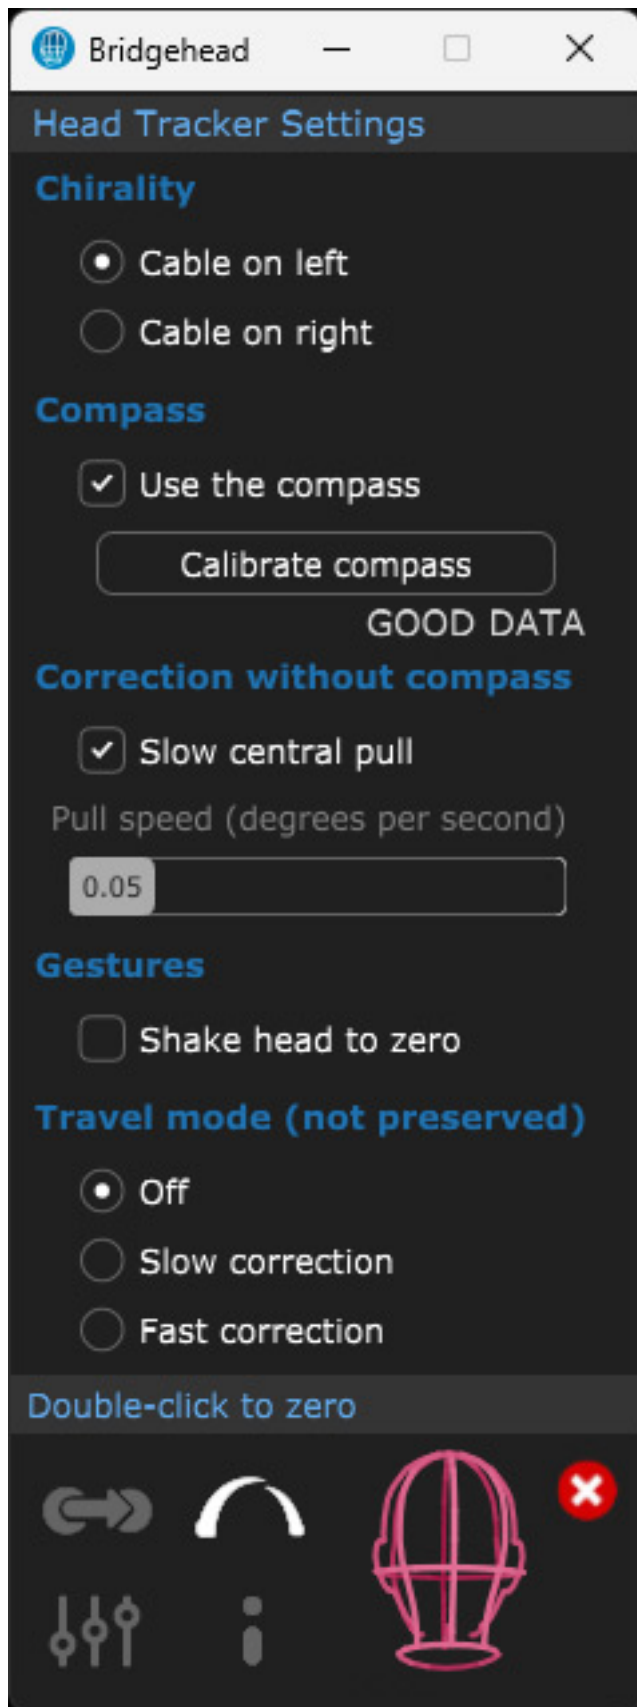 Bridgehead
Head Tracker Settings
Chirality
Cable on left
Cable on right
Compass
Use the compass
Calibrate compass
GOOD DATA
Correction without compass
Slow central pull
Pull speed (degrees per second)
0.05
Gestures
Shake head to zero
Travel mode (not preserved)
Off
Slow correction
Fast correction
Double-click to zero